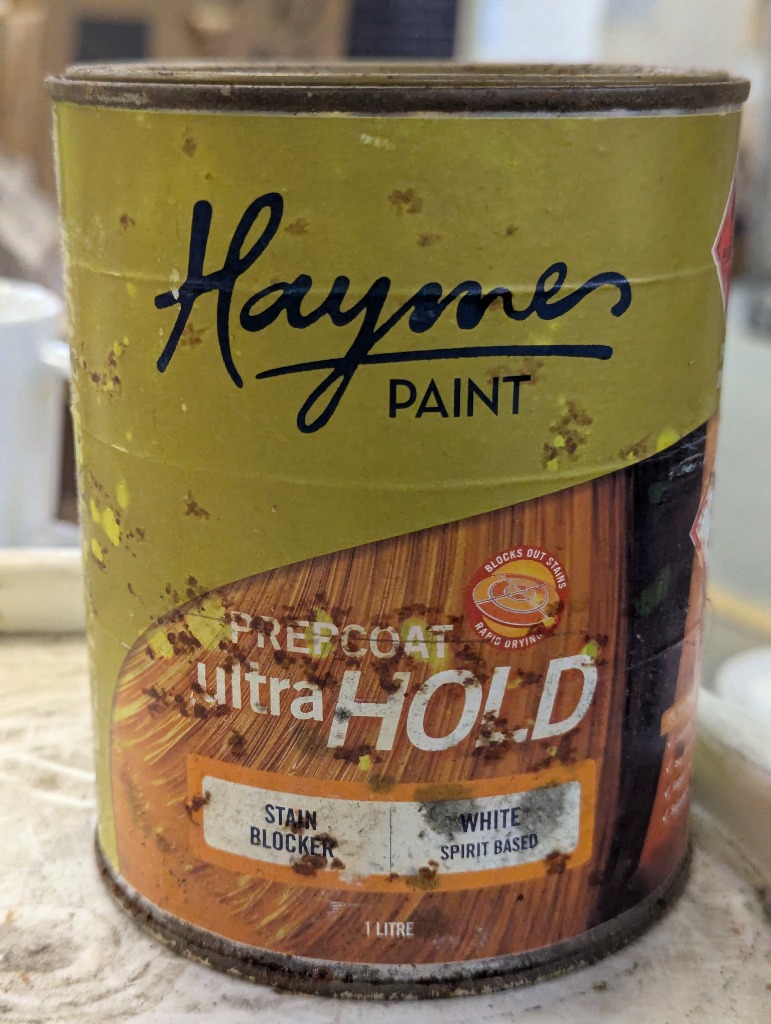 Haymes
PAINT
BLOCKS OUT STAINS
RAPID DRYING
PREPCOAT
ultra HOLD
STAIN
BLOCKER
WHITE
SPIRIT BASED
1 LITRE